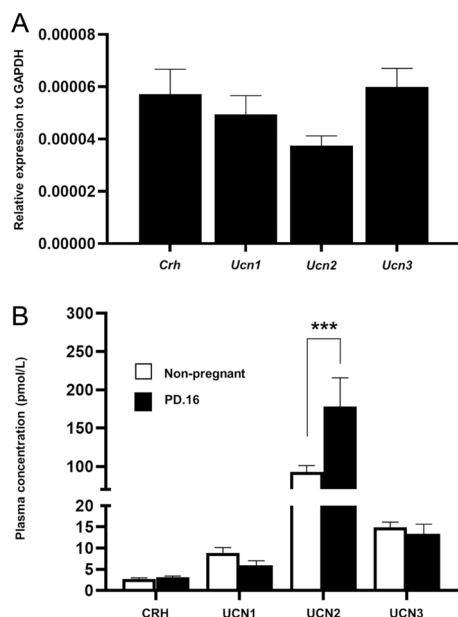 A
Relative expression to GAPDH
0.00008
0.00006
0.00004
0.00002
0.00000
Crh Ucn1 Ucn2 Ucn3
B
Plasma concentration (pmol/L)
300
250
200
150
100
20
15
10
5
0
***
Non-pregnant
PD.16
CRH UCN1 UCN2 UCN3